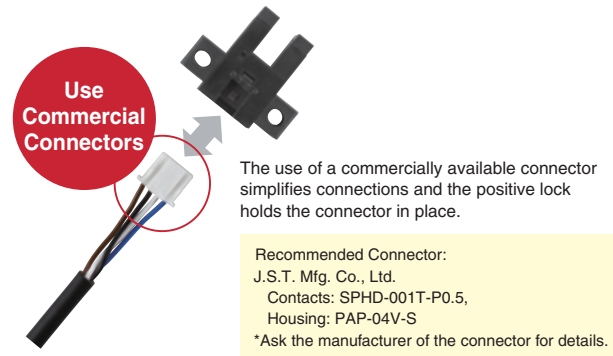 Use
Commercial
Connectors
The use of a commercially available connector
simplifies connections and the positive lock
holds the connector in place.
Recommended Connector:
J.S.T. Mfg. Co., Ltd.
Contacts: SPHD-001T-P0.5,
Housing: PAP-04V-S
*Ask the manufacturer of the connector for details.